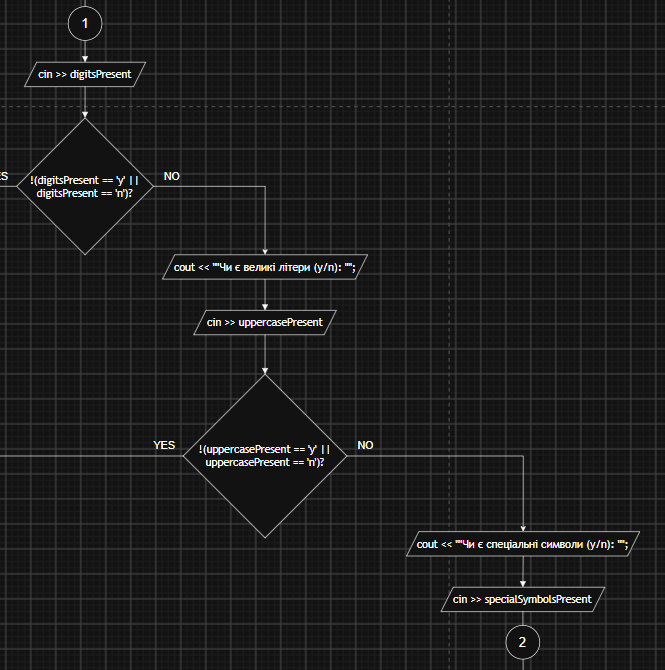 1
cin >> digitsPresent
!(digitsPresent == 'y' ||
digitsPresent == 'n')?
NO
cout << ""Чи є великі літери (y/n): "";
cin >> uppercasePresent
YES
!(uppercasePresent == 'y' ||
uppercasePresent == 'n')?
NO
cout << ""Чи є спеціальні символи (y/n): "";
cin >> specialSymbolsPresent
2